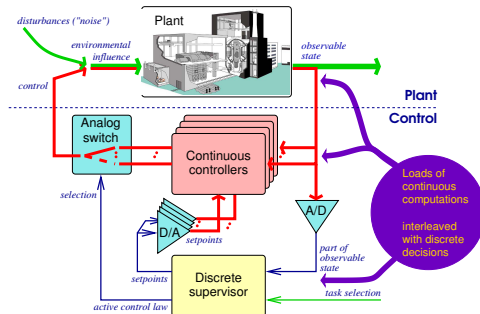 Plant
disturbances ("noise")
environmental
influence
observable
state
control
Plant
Control
Analog
switch
Continuous
controllers
Loads of
continuous
computations
interleaved with discrete
decisions
selection
A/D
D/A
setpoints
part of
observable
state
setpoints
Discrete
supervisor
active control law
task selection